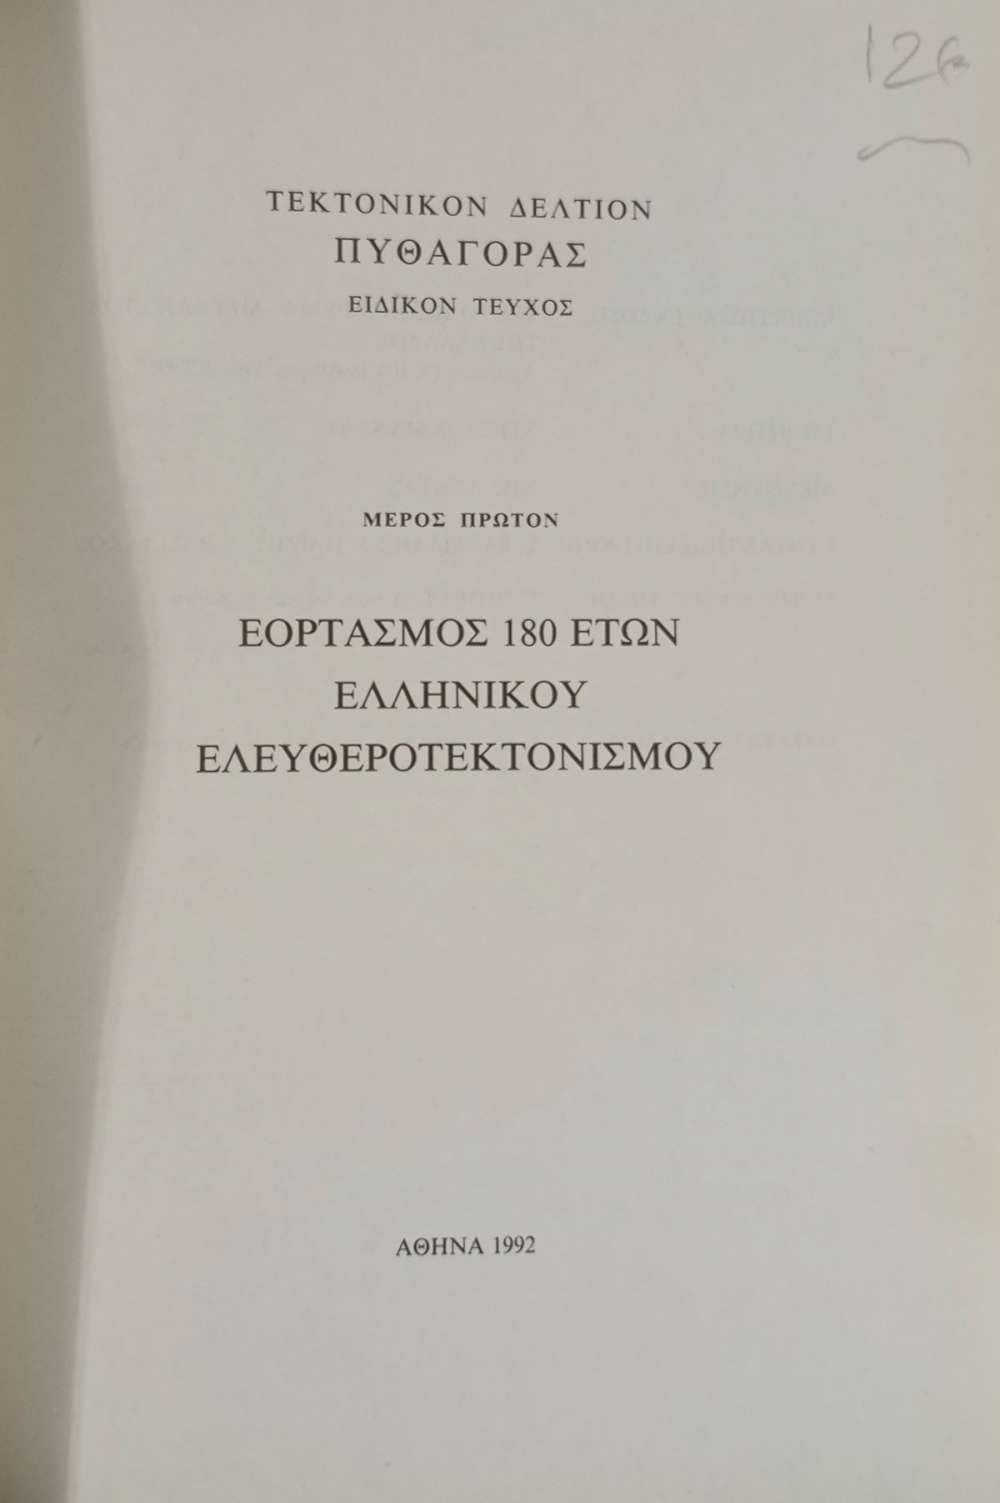 ΤΕΚΤΟΝΙΚΟΝ ΔΕΛΤΙΟΝ
ΠΥΘΑΓΟΡΑΣ
ΕΙΔΙΚΟΝ ΤΕΥΧΟΣ
ΜΕΡΟΣ ΠΡΩΤΟΝ
ΕΟΡΤΑΣΜΟΣ 180 ΕΤΩΝ
ΕΛΛΗΝΙΚΟΥ
ΕΛΕΥΘΕΡΟΤΕΚΤΟΝΙΣΜΟΥ
ΑΘΗΝΑ 1992